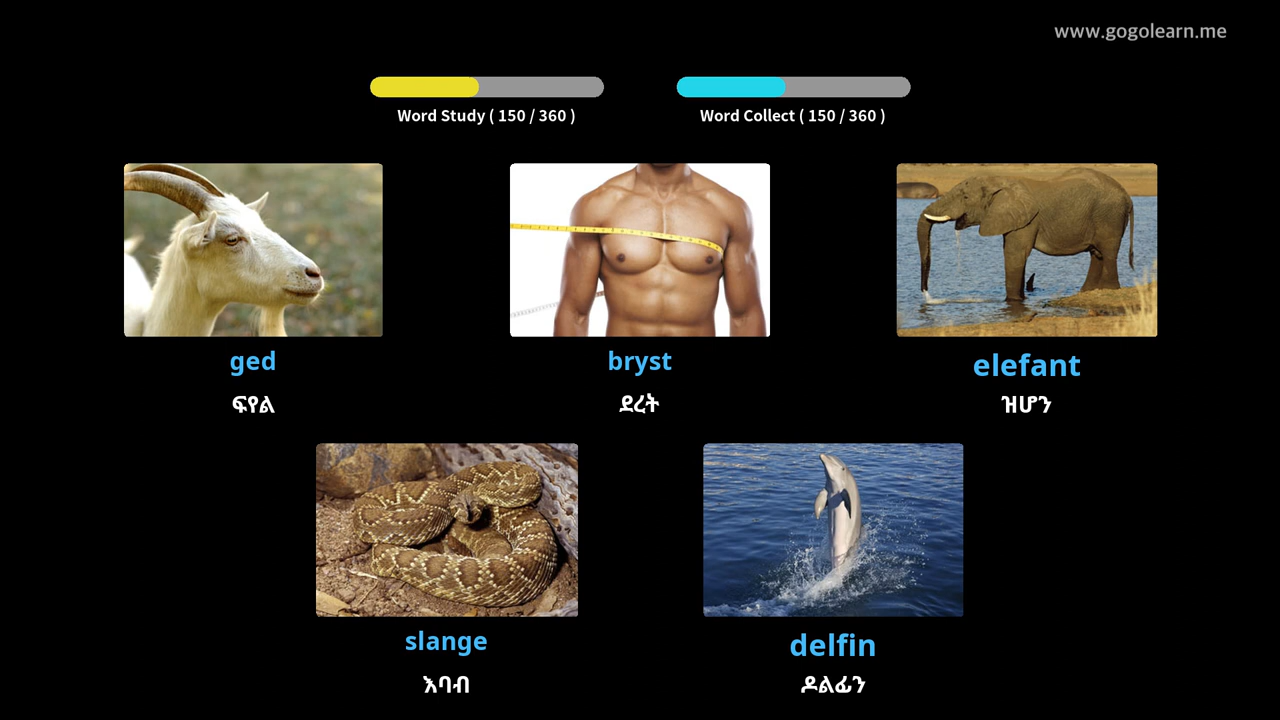 www.gogolearn.me
Word Study ( 150 / 360 )
Word Collect ( 150 / 360 )
ged
ፍየል
bryst
ደረት
elefant
ዝሆን
slange
እባብ
delfin
ዶልፊን